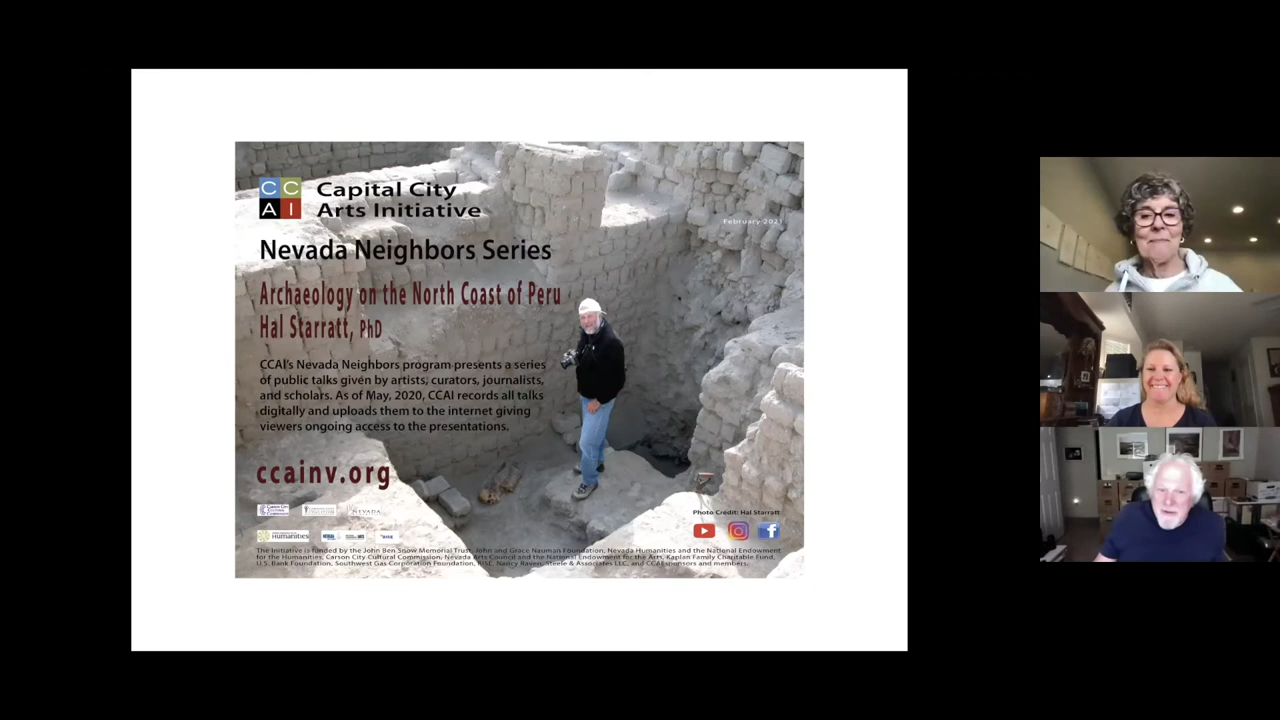 CC
AI
Capital City
Arts Initiative
February 2021
Nevada Neighbors Series
Archaeology on the North Coast of Peru
Hal Starratt, PhD
CCAI's Nevada Neighbors program presents a series
of public talks given by artists, curators, journalists,
and scholars. As of May, 2020, CCAI records all talks
digitally and uploads them to the internet giving
viewers ongoing access to the presentations.
ccainv.org
Photo Credit: Hal Starratt
NEVADA
Humanities
The Initiative is funded by the John Ben Snow Memorial Trust, John and Grace Nauman Foundation, Nevada Humanities and the National Endowment
for the Humanities, Carson City Cultural Commission, Nevada Arts Council and the National Endowment for the Arts, Kaplan Family Charitable Fund,
U.S. Bank Foundation, Southwest Gas Corporation Foundation, Nancy Raven, Steele & Associates LLC, and CCAI sponsors and members.